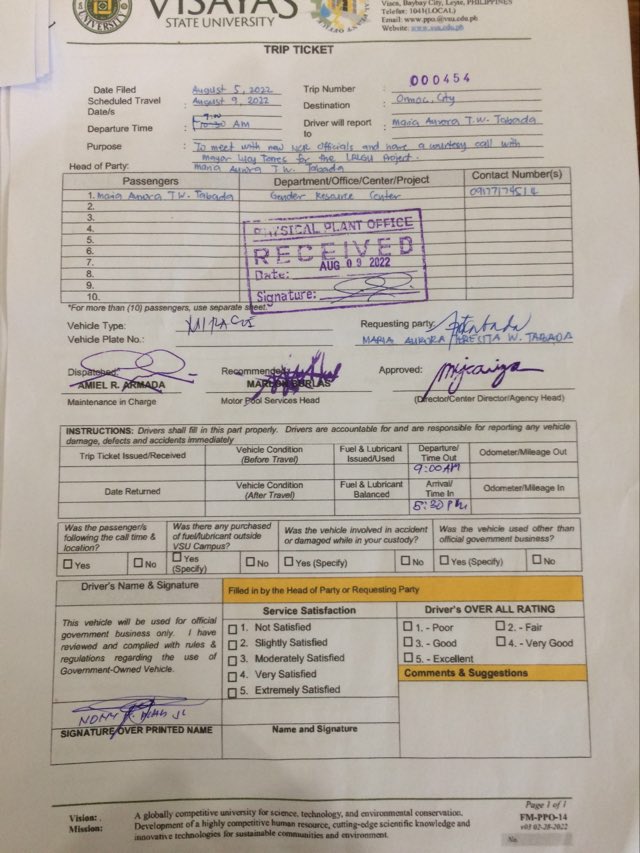 VISAYAS
STATE UNIVERSITY
Visca, Baybay City, Leyte, PHILIPPINES
Telefax: 1041(LOCAL)
Email: www.ppo@vsu.edu.ph
Website: www.vsu.edu.ph
TRIP TICKET
Date Filed : August 5, 2022 Trip Number : 000454
Scheduled Travel Date/s : August 9, 2022 Destination : Ormoc City
Departure Time : 9:00 AM Driver will report to : Maria Aurora T.W. Tabada
Purpose : To meet with new officials and have a courtesy call with
Mayor Lucy Torres for the Project.
Head of Party: Maria Aurora T.W. Tabada
Passengers Department/Office/Center/Project Contact Number(s)
1. Maria Aurora T.W. Tabada Gender Resource Center
2.
3.
4.
5.
6.
7.
8.
9.
10.
PHYSICAL PLANT OFFICE
RECEIVED
Date: AUG 09 2022
Signature:
*For more than (10) passengers, use separate sheet.
Vehicle Type: Requesting party:
Vehicle Plate No.: MARIA AURORA TERESITA W. TABADA
Dispatched: Recommended: Approved:
AMIEL R. ARMADA MARLON BURLAS
Maintenance in Charge Motor Pool Services Head (Director/Center Director/Agency Head)
INSTRUCTIONS: Drivers shall fill in this part properly. Drivers are accountable for and are responsible for reporting any vehicle
damage, defects and accidents immediately
Trip Ticket Issued/Received Vehicle Condition (Before Travel) Fuel & Lubricant Issued/Used Departure/ Time Out Odometer/Mileage Out
9:00AM
Date Returned Vehicle Condition (After Travel) Fuel & Lubricant Balanced Arrival/ Time In Odometer/Mileage In
5:30 PM
Was the passenger/s following the call time & location? Was there any purchased of fuel/lubricant outside VSU Campus? Was the vehicle involved in accident or damaged while in your custody? Was the vehicle used other than official government business?
Yes No Yes (Specify) No Yes (Specify) No Yes (Specify) No
Driver's Name & Signature Filled in by the Head of Party or Requesting Party
Service Satisfaction Driver's OVER ALL RATING
This vehicle will be used for official
government business only. I have
reviewed and complied with rules &
regulations regarding the use of
Government-Owned Vehicle.
1. Not Satisfied
2. Slightly Satisfied
3. Moderately Satisfied
4. Very Satisfied
5. Extremely Satisfied
1. - Poor 2. - Fair
3. - Good 4. - Very Good
5. - Excellent
Comments & Suggestions
SIGNATURE OVER PRINTED NAME Name and Signature
Page 1 of 1
Vision: A globally competitive university for science, technology, and environmental conservation. FM-PPO-14
Mission: Development of a highly competitive human resource, cutting-edge scientific knowledge and v03 02-28-2022
innovative technologies for sustainable communities and environment. No.